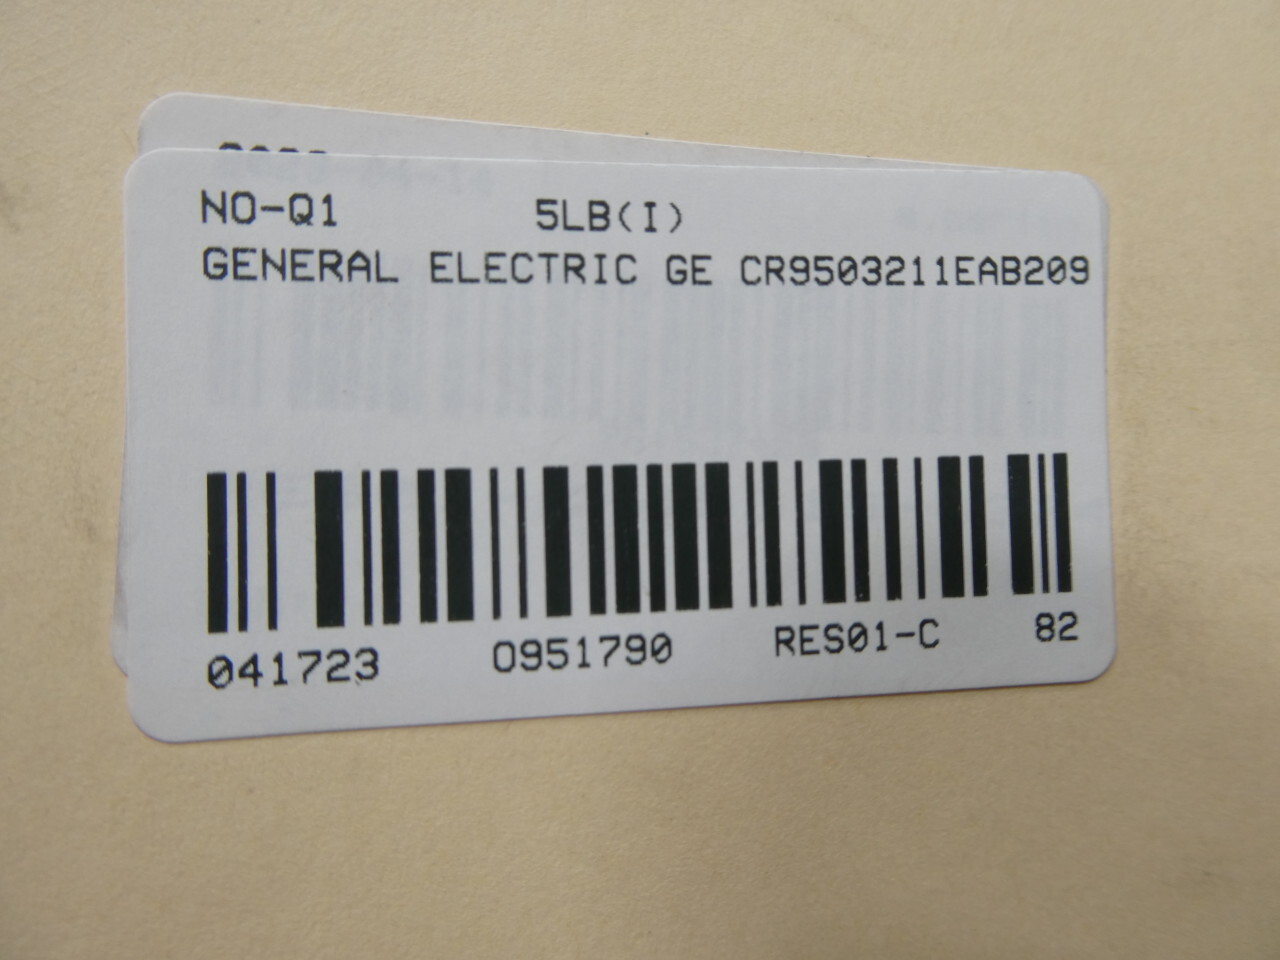 NO-Q1 5LB(I)
GENERAL ELECTRIC GE CR9503211EAB209
041723 0951790 RES01-C 82